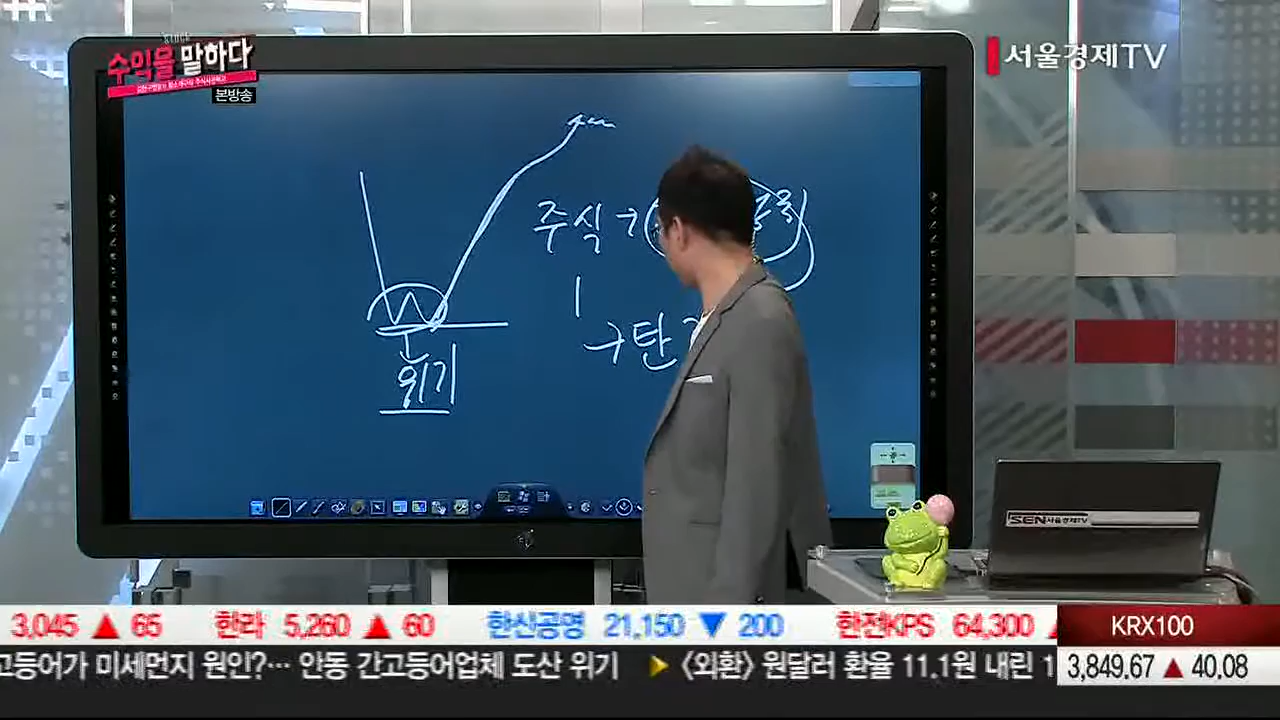 수익을 말하다
본방송
서울경제TV
주식
구탄
위기
SEN 서울경제TV
3,045 ▲ 65 한라 5,260 ▲ 60 한산공영 21,150 ▼ 200 한전KPS 64,300
KRX100
고등어가 미세먼지 원인?… 안동 간고등어업체 도산 위기 ▶ 〈외환〉 원달러 환율 11.1원 내린 1
3,849.67 ▲ 40.08